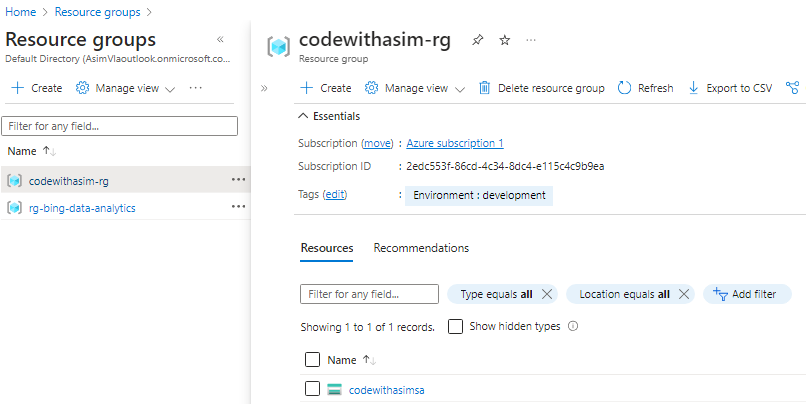 Home > Resource groups >
Resource groups «
Default Directory (AsimVlaoutlook.onmicrosoft.co...
+ Create Manage view ...
Filter for any field...
Name ↑↓
codewithasim-rg ...
rg-bing-data-analytics ...
codewithasim-rg ...
Resource group
» + Create Manage view Delete resource group Refresh Export to CSV
Essentials
Subscription (move) : Azure subscription 1
Subscription ID : 2edc553f-86cd-4c34-8dc4-e115c4c9b9ea
Tags (edit) : Environment : development
Resources Recommendations
Filter for any field... Type equals all Location equals all Add filter
Showing 1 to 1 of 1 records. Show hidden types
Name ↑↓
codewithasimsa